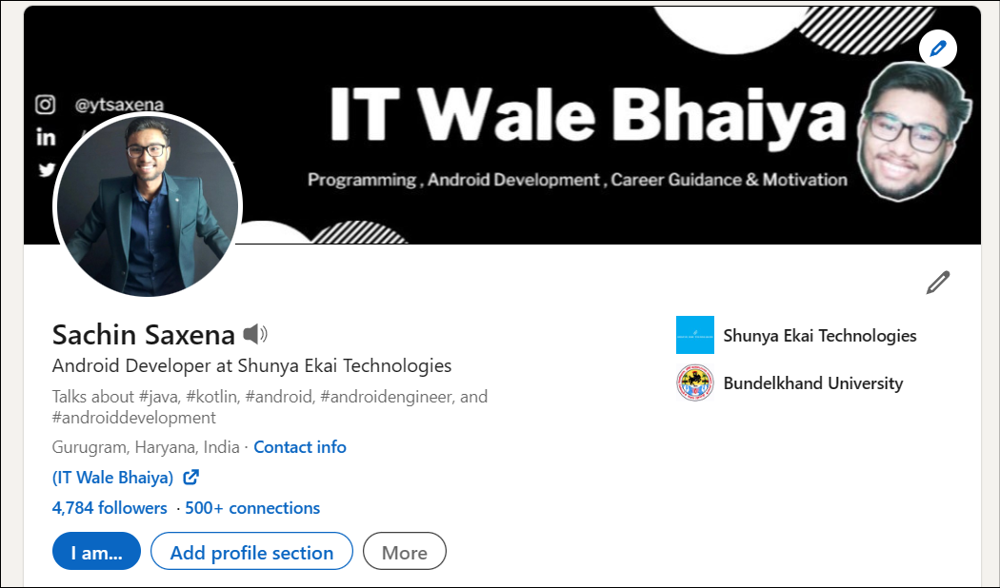 @ytsaxena
in
IT Wale Bhaiya
Programming , Android Development , Career Guidance & Motivation
Sachin Saxena
Android Developer at Shunya Ekai Technologies
Talks about #java, #kotlin, #android, #androidengineer, and
#androiddevelopment
Gurugram, Haryana, India · Contact info
(IT Wale Bhaiya)
4,784 followers · 500+ connections
I am...
Add profile section
More
Shunya Ekai Technologies
Bundelkhand University